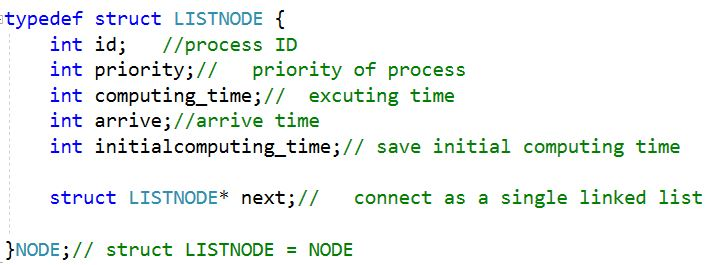 typedef struct LISTNODE {
int id;   //process ID
int priority;//   priority of process
int computing_time;//  excuting time
int arrive;//arrive time
int initialcomputing_time;// save initial computing time
struct LISTNODE* next;//   connect as a single linked list
}NODE;// struct LISTNODE = NODE